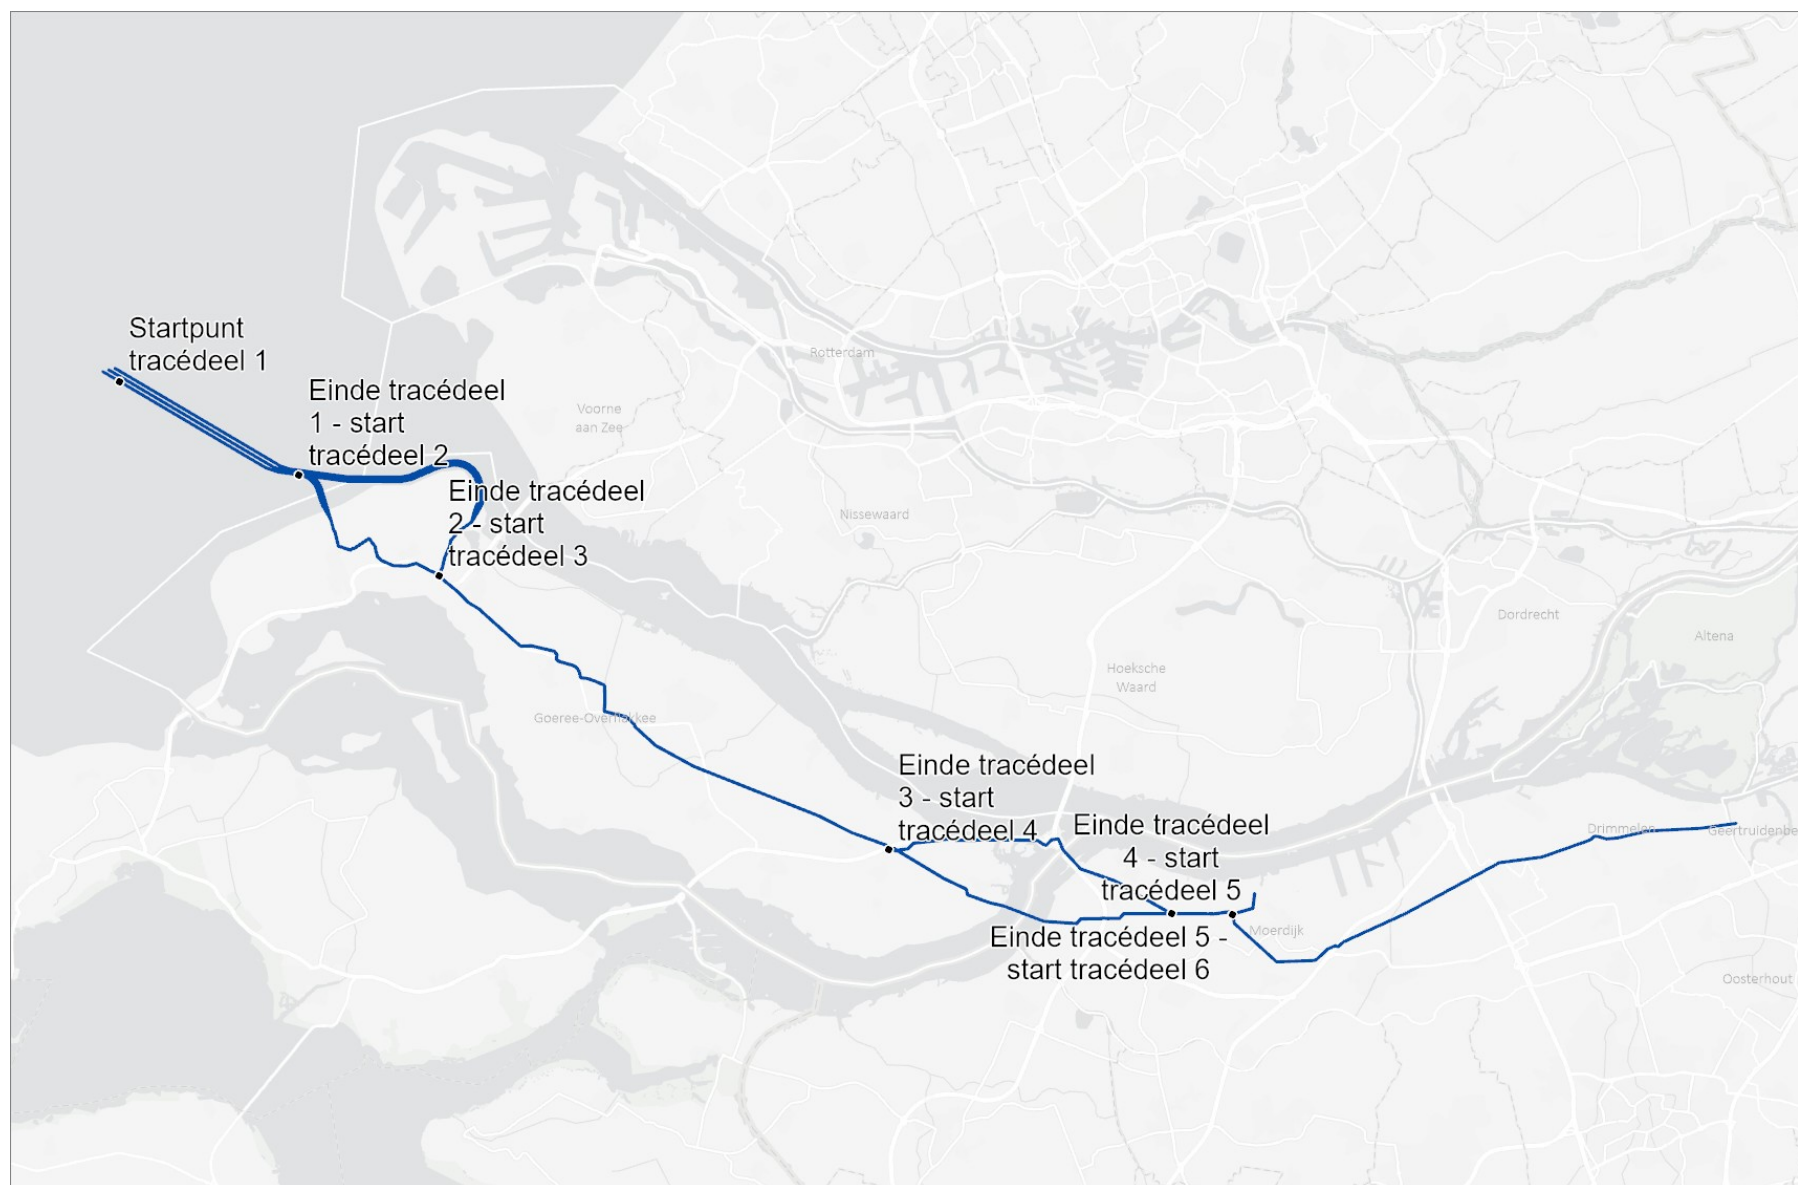 Startpunt
tracédeel 1
Einde tracédeel
1 - start
tracédeel 2
Rotterdam
Voorne
aan Zee
Einde tracédeel
2 - start
tracédeel 3
Nissewaard
Dordrecht
Altena
Hoeksche
Waard
Goeree-Overflakkee
Einde tracédeel
3 - start
tracédeel 4
Einde tracédeel
4 - start
tracédeel 5
Drimmelen
Geertruidenbe
Einde tracédeel 5 -
start tracédeel 6
Moerdijk
Oosterhout